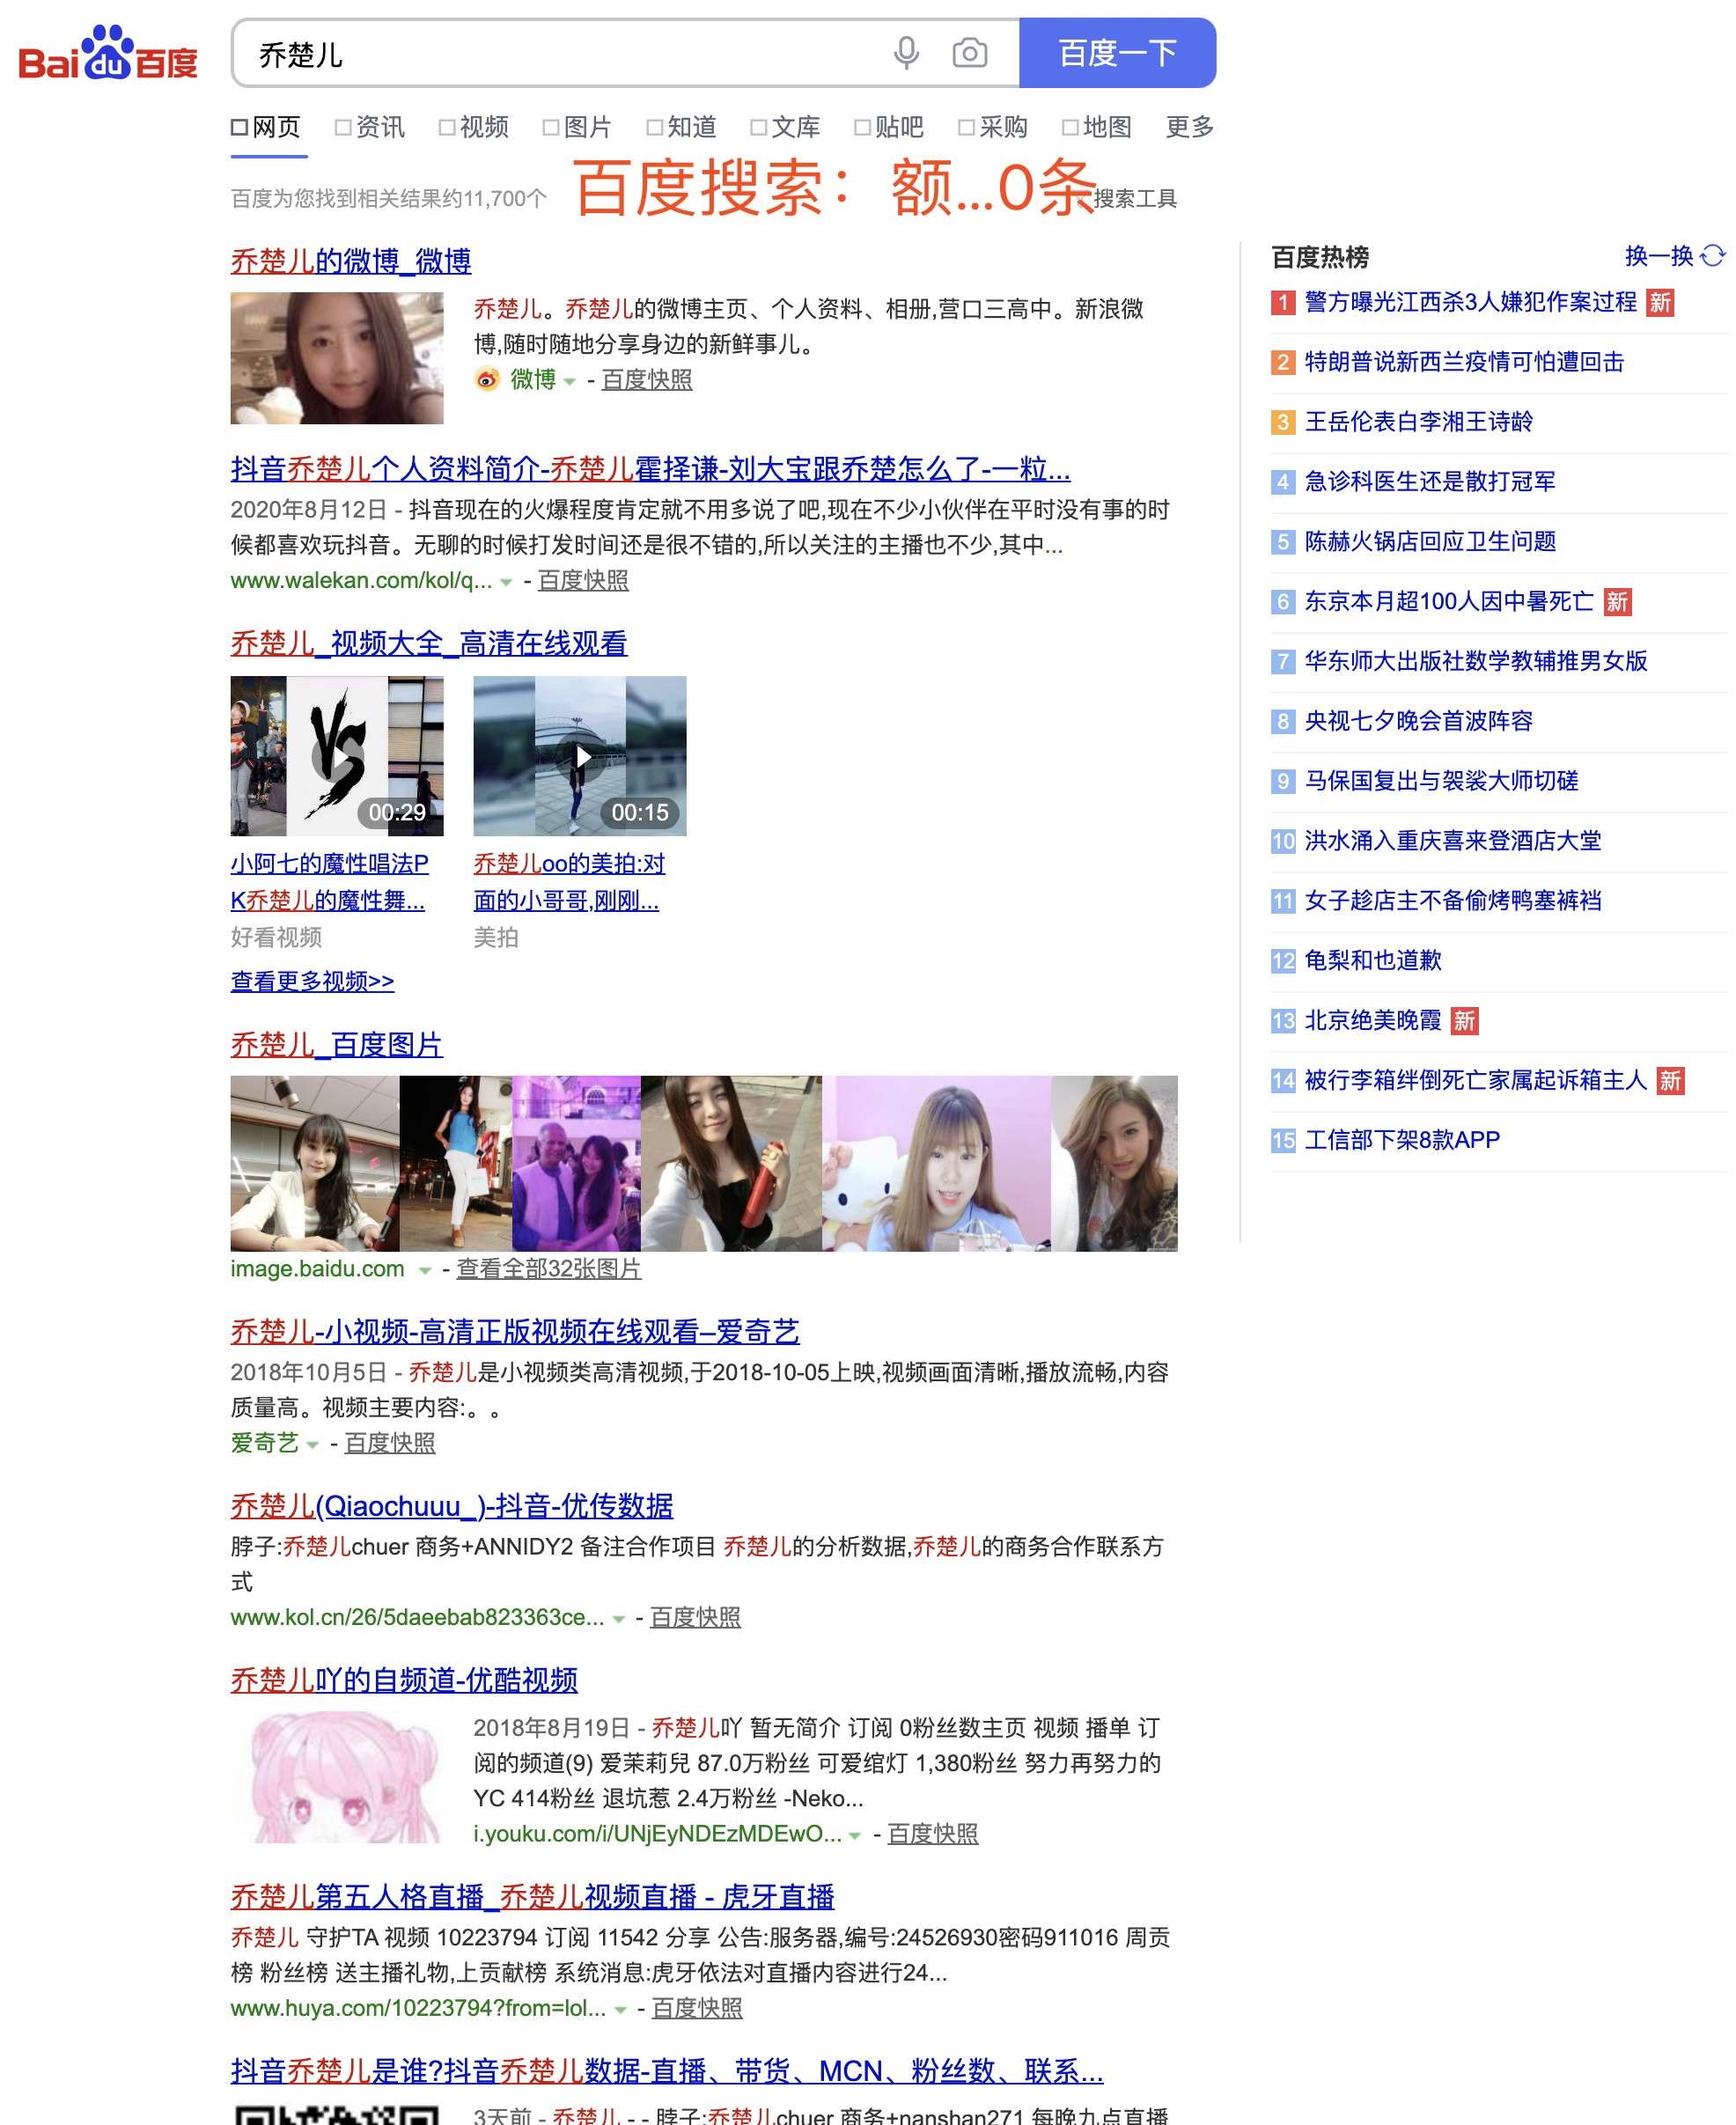 Bai du 百度
乔楚儿
百度一下
网页 资讯 视频 图片 知道 文库 贴吧 采购 地图 更多
百度为您找到相关结果约11,700个
百度搜索：额...0条
搜索工具
乔楚儿的微博_微博
乔楚儿。乔楚儿的微博主页、个人资料、相册,营口三高中。新浪微
博,随时随地分享身边的新鲜事儿。
微博 - 百度快照
抖音乔楚儿个人资料简介-乔楚儿霍择谦-刘大宝跟乔楚怎么了-一粒...
2020年8月12日 - 抖音现在的火爆程度肯定就不用多说了吧,现在不少小伙伴在平时没有事的时
候都喜欢玩抖音。无聊的时候打发时间还是很不错的,所以关注的主播也不少,其中...
www.walekan.com/kol/q... - 百度快照
乔楚儿_视频大全_高清在线观看
VS
00:29
00:15
小阿七的魔性唱法P
K乔楚儿的魔性舞...
好看视频
乔楚儿oo的美拍:对
面的小哥哥,刚刚...
美拍
查看更多视频>>
乔楚儿_百度图片
image.baidu.com - 查看全部32张图片
乔楚儿-小视频-高清正版视频在线观看–爱奇艺
2018年10月5日 - 乔楚儿是小视频类高清视频,于2018-10-05上映,视频画面清晰,播放流畅,内容
质量高。视频主要内容:。。
爱奇艺 - 百度快照
乔楚儿(Qiaochuuu_)-抖音-优传数据
脖子:乔楚儿chuer 商务+ANNIDY2 备注合作项目 乔楚儿的分析数据,乔楚儿的商务合作联系方
式
www.kol.cn/26/5daeebab823363ce... - 百度快照
乔楚儿吖的自频道-优酷视频
2018年8月19日 - 乔楚儿吖 暂无简介 订阅 0粉丝数主页 视频 播单 订
阅的频道(9) 爱茉莉兒 87.0万粉丝 可爱绾灯 1,380粉丝 努力再努力的
YC 414粉丝 退坑惹 2.4万粉丝 -Neko...
i.youku.com/i/UNjEyNDEzMDEwO... - 百度快照
乔楚儿第五人格直播_乔楚儿视频直播 - 虎牙直播
乔楚儿 守护TA 视频 10223794 订阅 11542 分享 公告:服务器,编号:24526930密码911016 周贡
榜 粉丝榜 送主播礼物,上贡献榜 系统消息:虎牙依法对直播内容进行24...
www.huya.com/10223794?from=lol... - 百度快照
抖音乔楚儿是谁?抖音乔楚儿数据-直播、带货、MCN、粉丝数、联系...
3天前 - 乔楚儿 - - 脖子:乔楚儿chuer 商务+nanshan271 每晚九点直播
百度热榜
换一换
1 警方曝光江西杀3人嫌犯作案过程 新
2 特朗普说新西兰疫情可怕遭回击
3 王岳伦表白李湘王诗龄
4 急诊科医生还是散打冠军
5 陈赫火锅店回应卫生问题
6 东京本月超100人因中暑死亡 新
7 华东师大出版社数学教辅推男女版
8 央视七夕晚会首波阵容
9 马保国复出与袈裟大师切磋
10 洪水涌入重庆喜来登酒店大堂
11 女子趁店主不备偷烤鸭塞裤裆
12 龟梨和也道歉
13 北京绝美晚霞 新
14 被行李箱绊倒死亡家属起诉箱主人 新
15 工信部下架8款APP